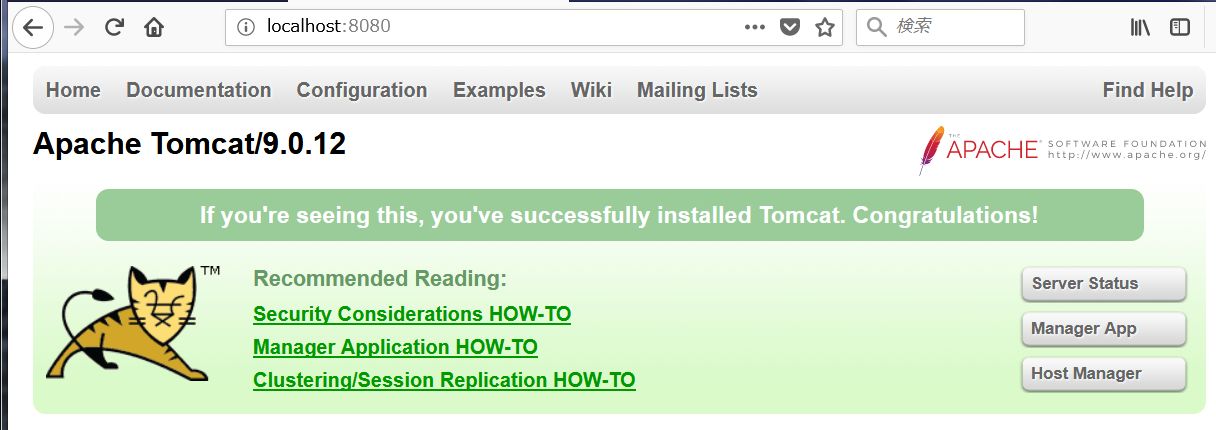 localhost:8080
検索
Home Documentation Configuration Examples Wiki Mailing Lists Find Help
Apache Tomcat/9.0.12
THE
APACHE® SOFTWARE FOUNDATION
http://www.apache.org/
If you're seeing this, you've successfully installed Tomcat. Congratulations!
TM
Recommended Reading:
Security Considerations HOW-TO
Manager Application HOW-TO
Clustering/Session Replication HOW-TO
Server Status
Manager App
Host Manager